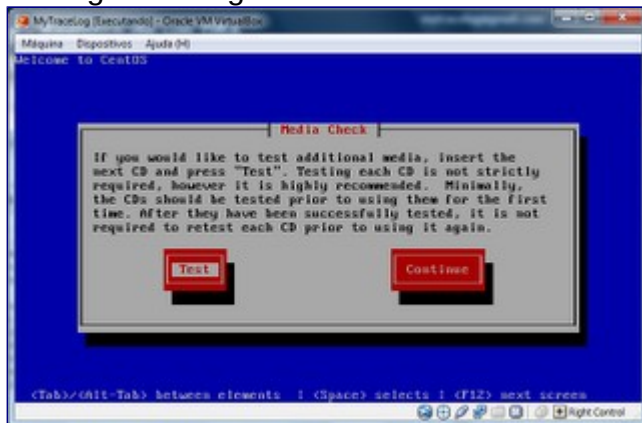 MyTraceLog [Executando] - Oracle VM VirtualBox
Máquina Dispositivos Ajuda (H)
Welcome to CentOS
Media Check
If you would like to test additional media, insert the
next CD and press "Test". Testing each CD is not strictly
required, however it is highly recommended. Minimally,
the CDs should be tested prior to using them for the first
time. After they have been successfully tested, it is not
required to retest each CD prior to using it again.
Test Continue
<Tab>/<Alt-Tab> between elements | <Space> selects | <F12> next screen
Right Control